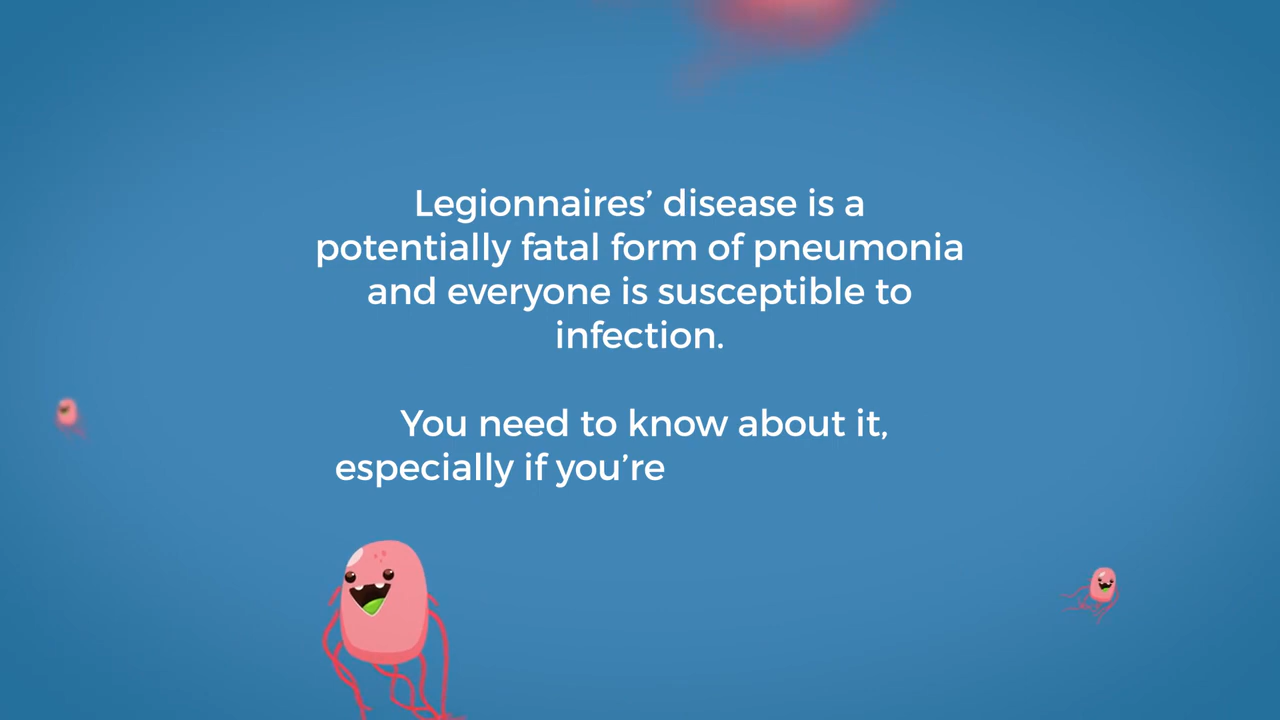 Legionnaires’ disease is a
potentially fatal form of pneumonia
and everyone is susceptible to
infection.
You need to know about it,
especially if you’re